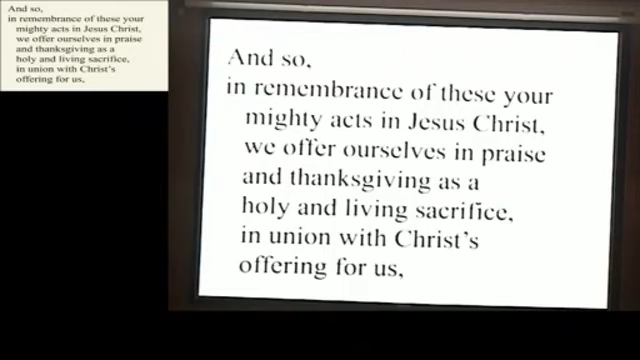 And so,
in remembrance of these your
mighty acts in Jesus Christ,
we offer ourselves in praise
and thanksgiving as a
holy and living sacrifice,
in union with Christ's
offering for us,
And so,
in remembrance of these your
mighty acts in Jesus Christ,
we offer ourselves in praise
and thanksgiving as a
holy and living sacrifice,
in union with Christ's
offering for us,